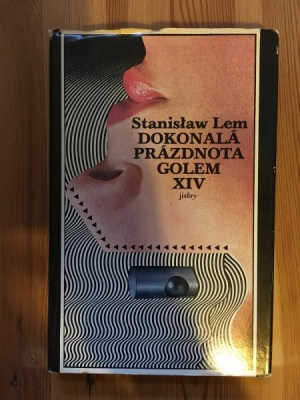 Stanisław Lem
DOKONALÁ
PRÁZDNOTA
GOLEM
XIV
jiskry